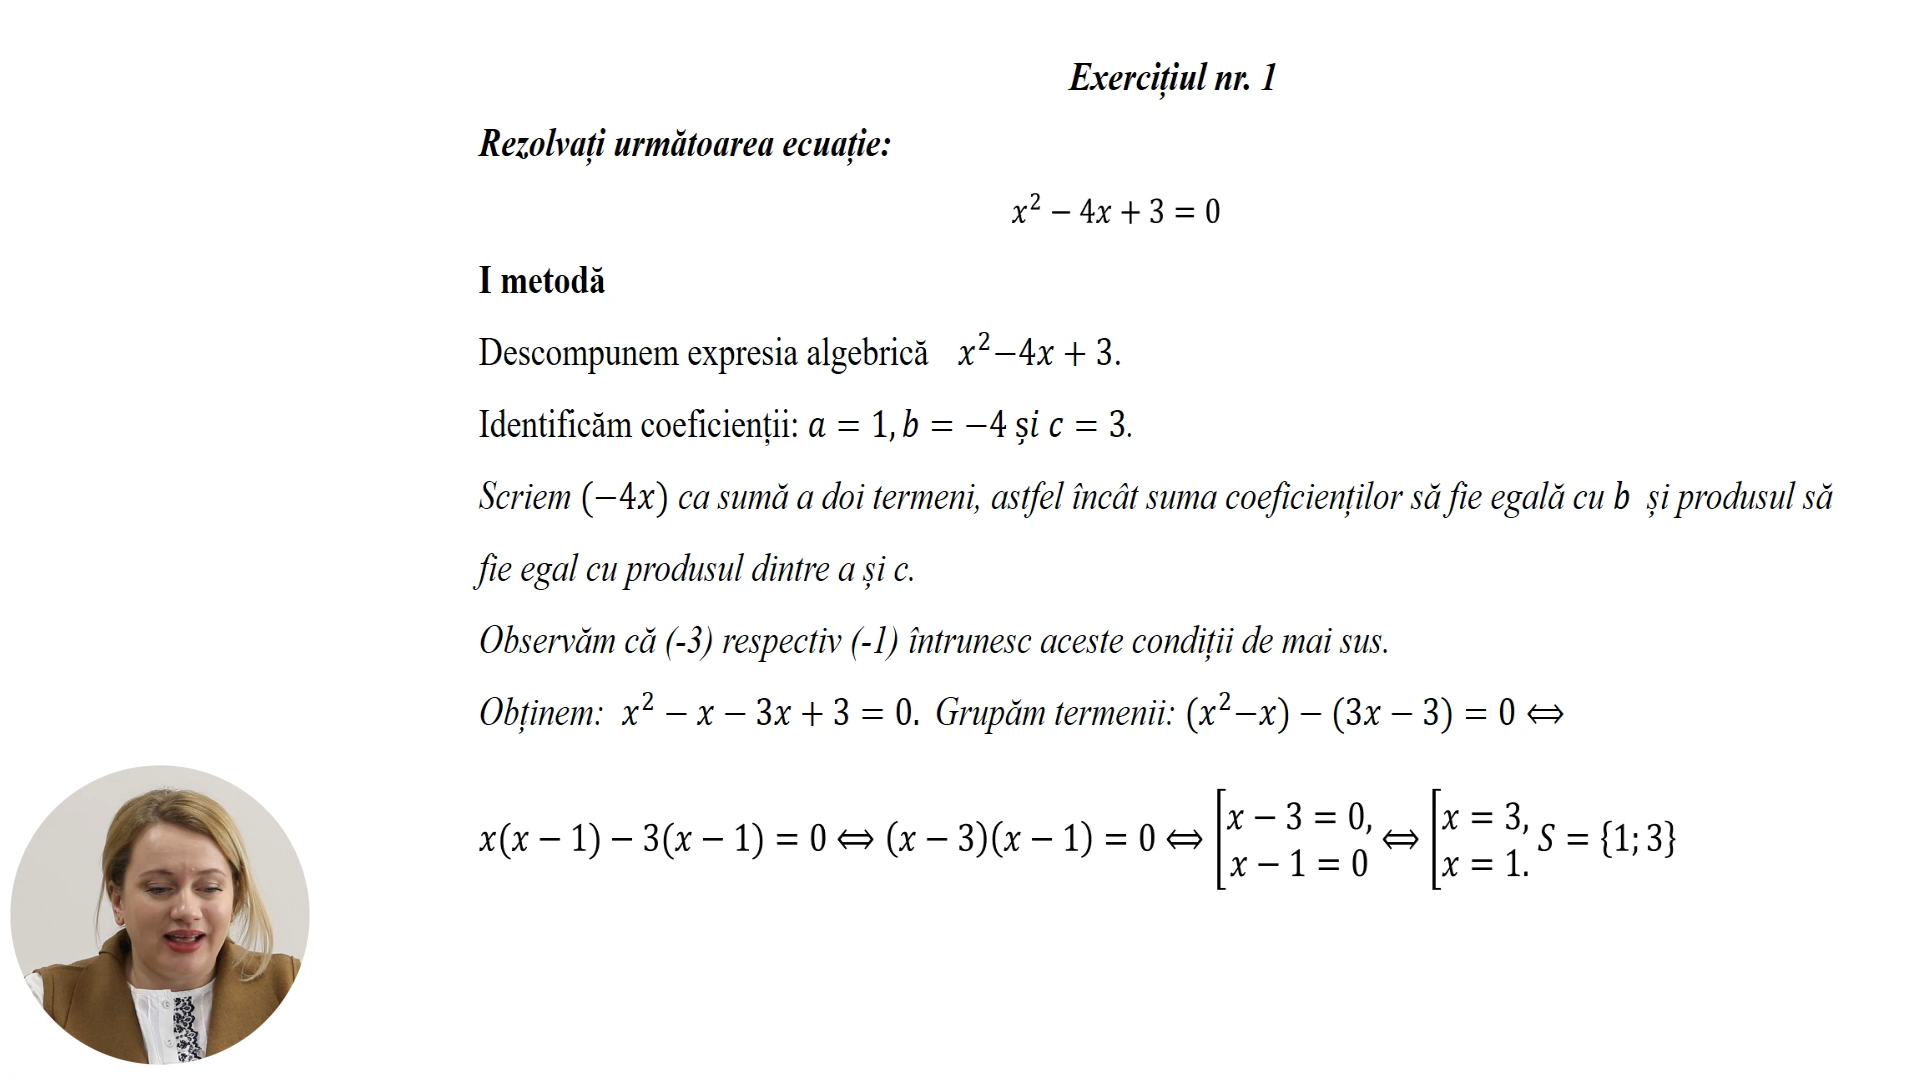 Exercițiul nr. 1
Rezolvați următoarea ecuație:
x² − 4x + 3 = 0
I metodă
Descompunem expresia algebrică x²−4x + 3.
Identificăm coeficienții: a = 1, b = −4 și c = 3.
Scriem (−4x) ca sumă a doi termeni, astfel încât suma coeficienților să fie egală cu b și produsul să
fie egal cu produsul dintre a și c.
Observăm că (-3) respectiv (-1) întrunesc aceste condiții de mai sus.
Obținem: x² − x − 3x + 3 = 0. Grupăm termenii: (x²−x) − (3x − 3) = 0 ⇔
x(x − 1) − 3(x − 1) = 0 ⇔ (x − 3)(x − 1) = 0 ⇔ [x − 3 = 0, x − 1 = 0 ⇔ [x = 3, x = 1. S = {1; 3}